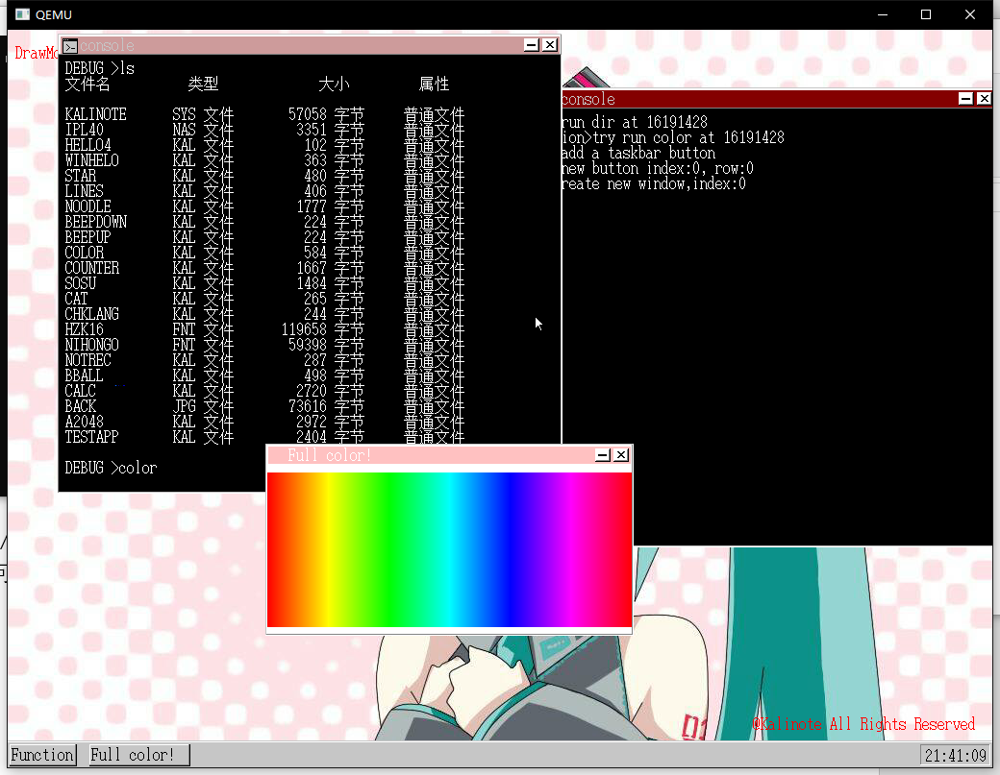 QEMU
DrawMo
console
DEBUG >ls
文件名 类型 大小 属性
KALINOTE SYS 文件 57058 字节 普通文件
IPL40 NAS 文件 3351 字节 普通文件
HELLO4 KAL 文件 102 字节 普通文件
WINHELO KAL 文件 363 字节 普通文件
STAR KAL 文件 480 字节 普通文件
LINES KAL 文件 406 字节 普通文件
NOODLE KAL 文件 1777 字节 普通文件
BEEPDOWN KAL 文件 224 字节 普通文件
BEEPUP KAL 文件 224 字节 普通文件
COLOR KAL 文件 584 字节 普通文件
COUNTER KAL 文件 1667 字节 普通文件
SOSU KAL 文件 1484 字节 普通文件
CAT KAL 文件 265 字节 普通文件
CHKLANG KAL 文件 244 字节 普通文件
HZK16 FNT 文件 119658 字节 普通文件
NIHONGO FNT 文件 59398 字节 普通文件
NOTREC KAL 文件 287 字节 普通文件
BBALL KAL 文件 498 字节 普通文件
CALC KAL 文件 2720 字节 普通文件
BACK JPG 文件 73616 字节 普通文件
A2048 KAL 文件 2972 字节 普通文件
TESTAPP KAL 文件 2404 字节 普通文件
DEBUG >color
console
run dir at 16191428
ion>try run color at 16191428
add a taskbar button
new button index:0, row:0
reate new window,index:0
Full color!
01
@Kalinote All Rights Reserved
Function
Full color!
21:41:09